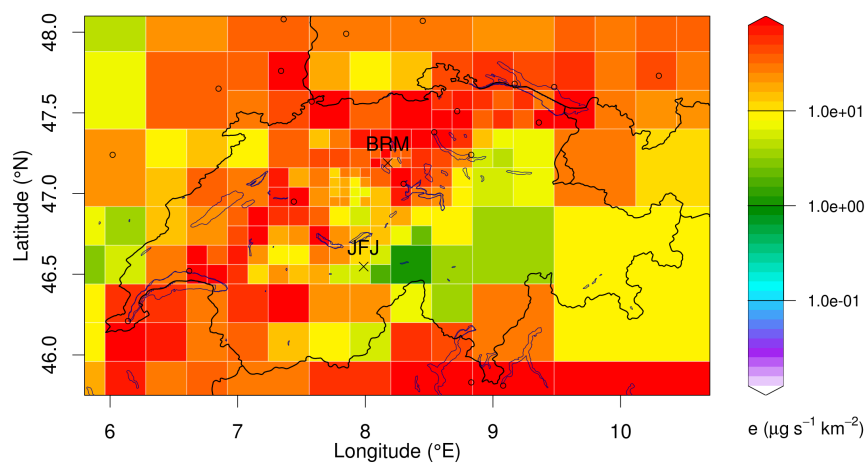 48.0
47.5
47.0
46.5
46.0
Latitude (°N)
BRM
JFJ
6
7
8
9
10
Longitude (°E)
1.0e+01
1.0e+00
1.0e-01
e (μg s⁻¹ km⁻²)